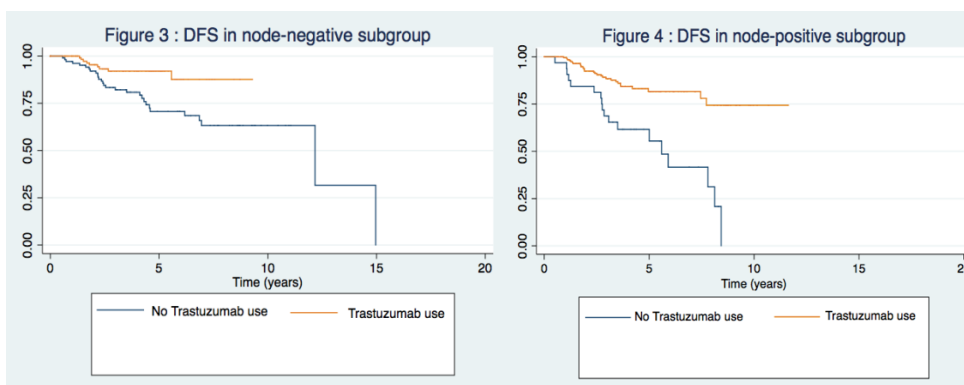 Figure 3 : DFS in node-negative subgroup
1.00
0.75
0.50
0.25
0.00
0 5 10 15 20
Time (years)
No Trastuzumab use Trastuzumab use
Figure 4 : DFS in node-positive subgroup
1.00
0.75
0.50
0.25
0.00
0 5 10 15 20
Time (years)
No Trastuzumab use Trastuzumab use